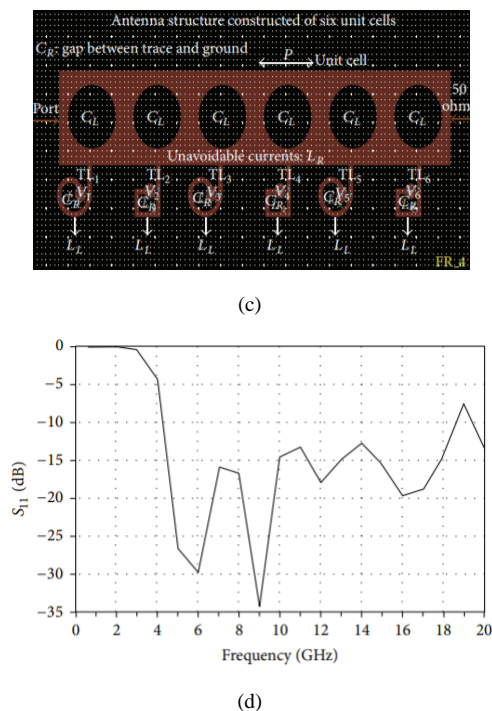 Antenna structure constructed of six unit cells
C_R: gap between trace and ground
P
Unit cell
Port
50 ohm
C_L C_L C_L C_L C_L C_L
Unavoidable currents: L_R
TL_1 TL_2 TL_3 TL_4 TL_5 TL_6
V_1 V_2 V_3 V_4 V_5 V_6
C_R C_R C_R C_R C_R C_R
L_L L_L L_L L_L L_L L_L
FR_4
(c)
0
−5
−10
−15
−20
−25
−30
−35
S_11 (dB)
0 2 4 6 8 10 12 14 16 18 20
Frequency (GHz)
(d)